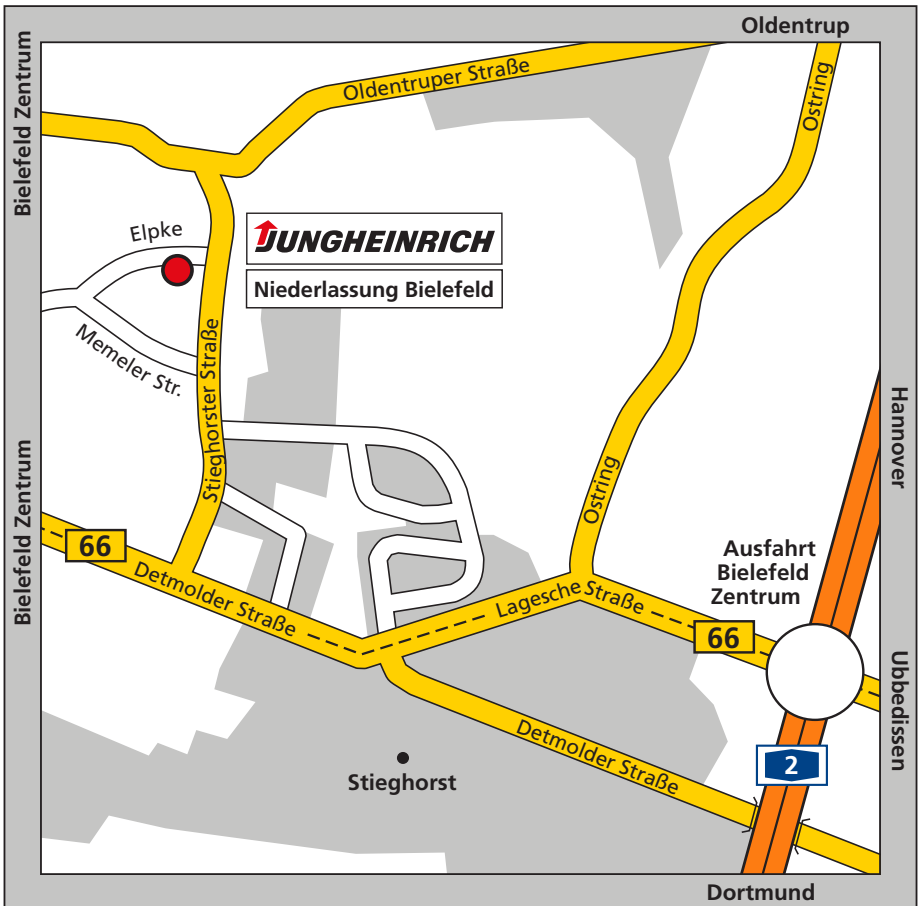 Oldentrup
Bielefeld Zentrum
Oldentruper Straße
Ostring
Elpke
JUNGHEINRICH
Niederlassung Bielefeld
Memeler Str.
Stieghorster Straße
Hannover
Bielefeld Zentrum
Ostring
66
Detmolder Straße
Lagesche Straße
Ausfahrt
Bielefeld
Zentrum
66
Ubbedissen
Detmolder Straße
2
Stieghorst
Dortmund